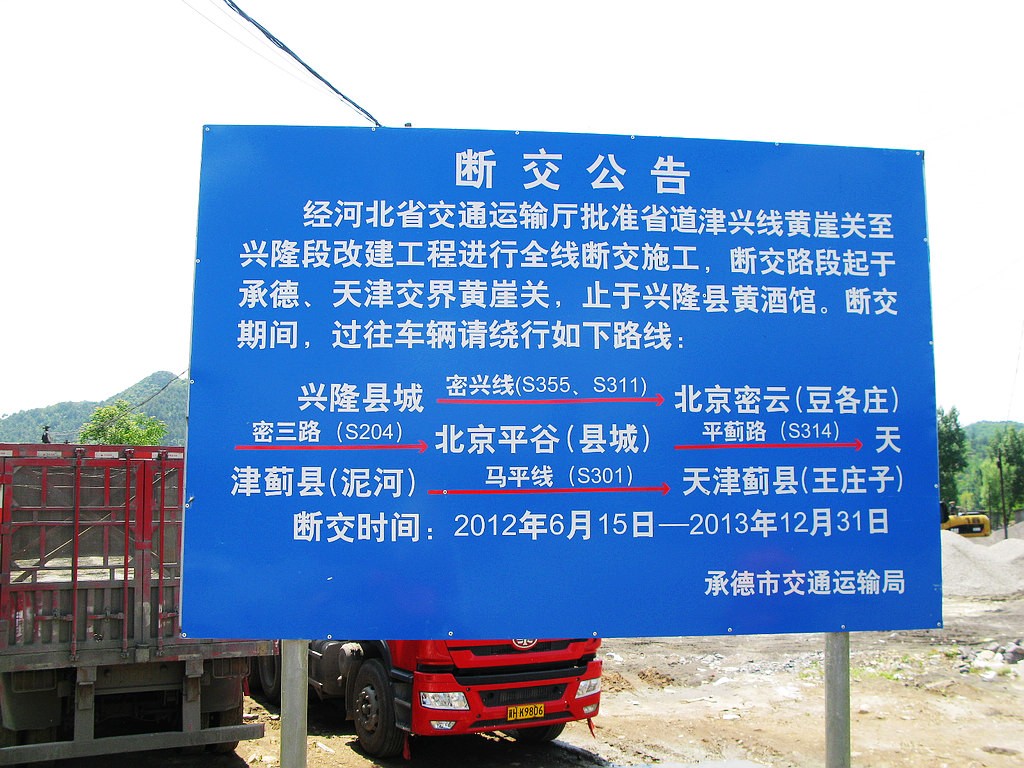 断交公告
经河北省交通运输厅批准省道津兴线黄崖关至
兴隆段改建工程进行全线断交施工，断交路段起于
承德、天津交界黄崖关，止于兴隆县黄酒馆。断交
期间，过往车辆请绕行如下路线：
兴隆县城 密兴线(S355、S311) 北京密云(豆各庄)
密三路（S204） 北京平谷(县城) 平蓟路（S314） 天
津蓟县(泥河) 马平线（S301） 天津蓟县(王庄子)
断交时间：2012年6月15日—2013年12月31日
承德市交通运输局
K9806